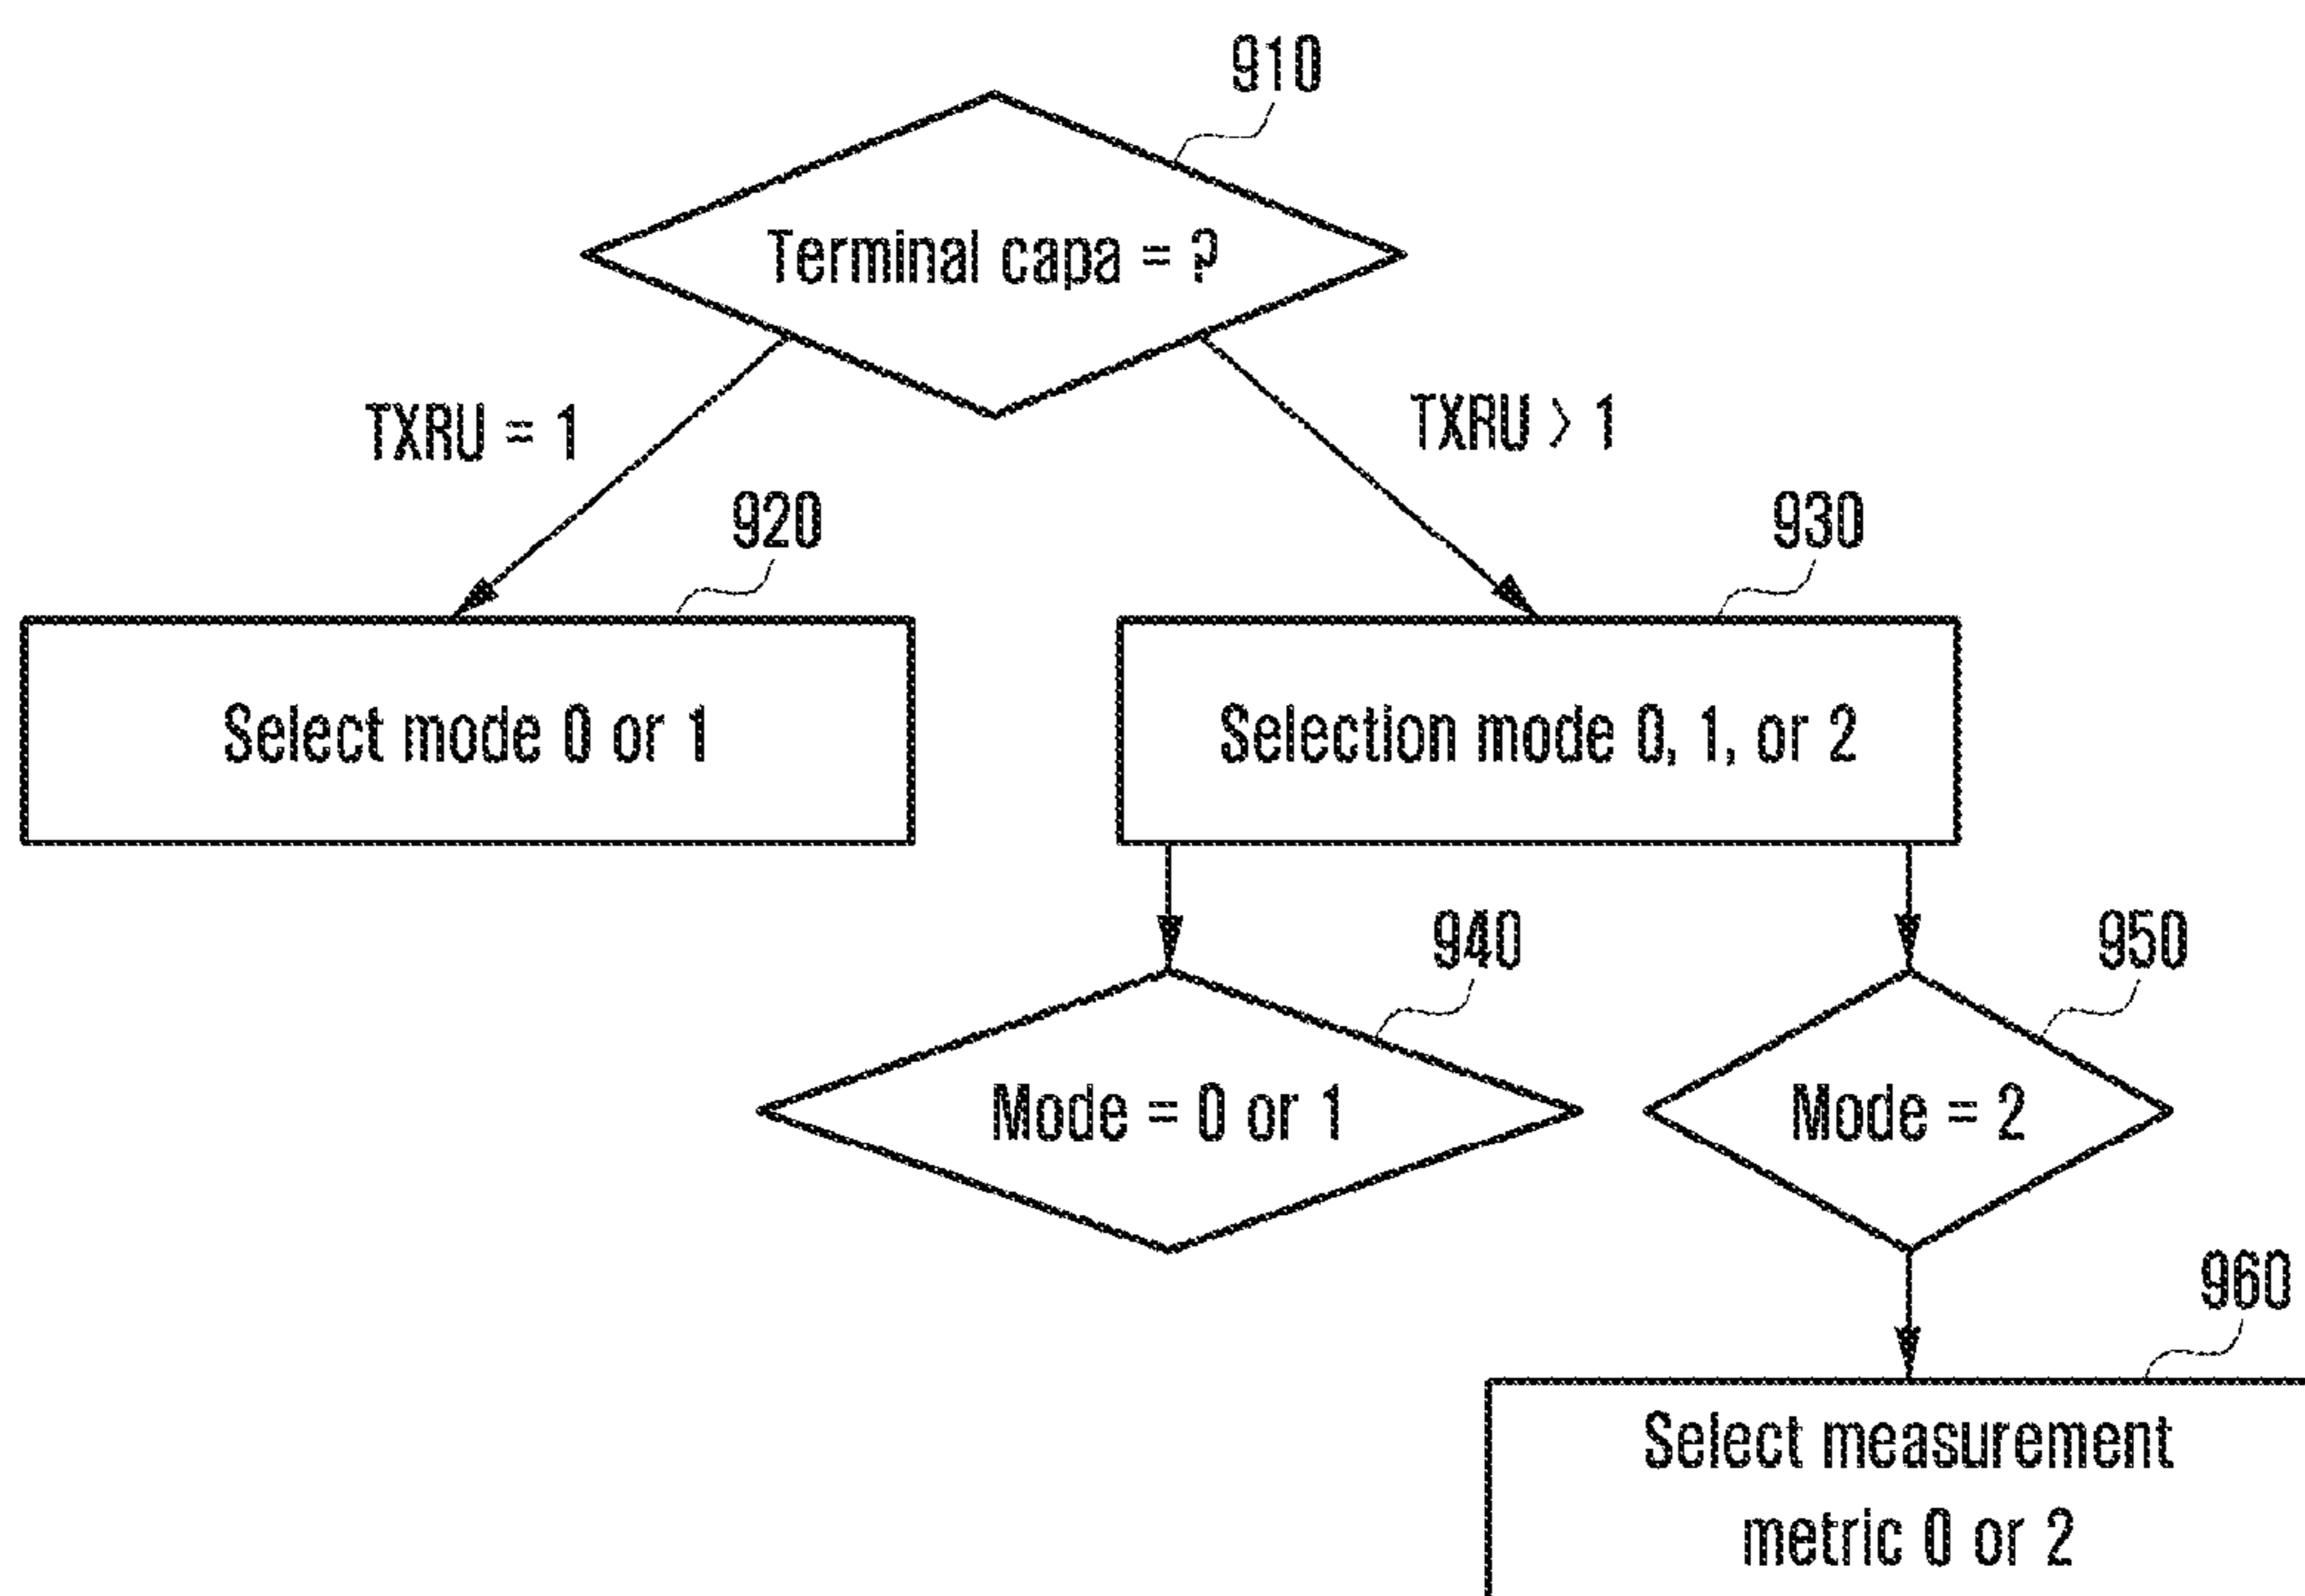 910
Terminal capa = ?
TXRU = 1
TXRU > 1
920
930
Select mode 0 or 1
Selection mode 0, 1, or 2
940
950
Mode = 0 or 1
Mode = 2
960
Select measurement
metric 0 or 2